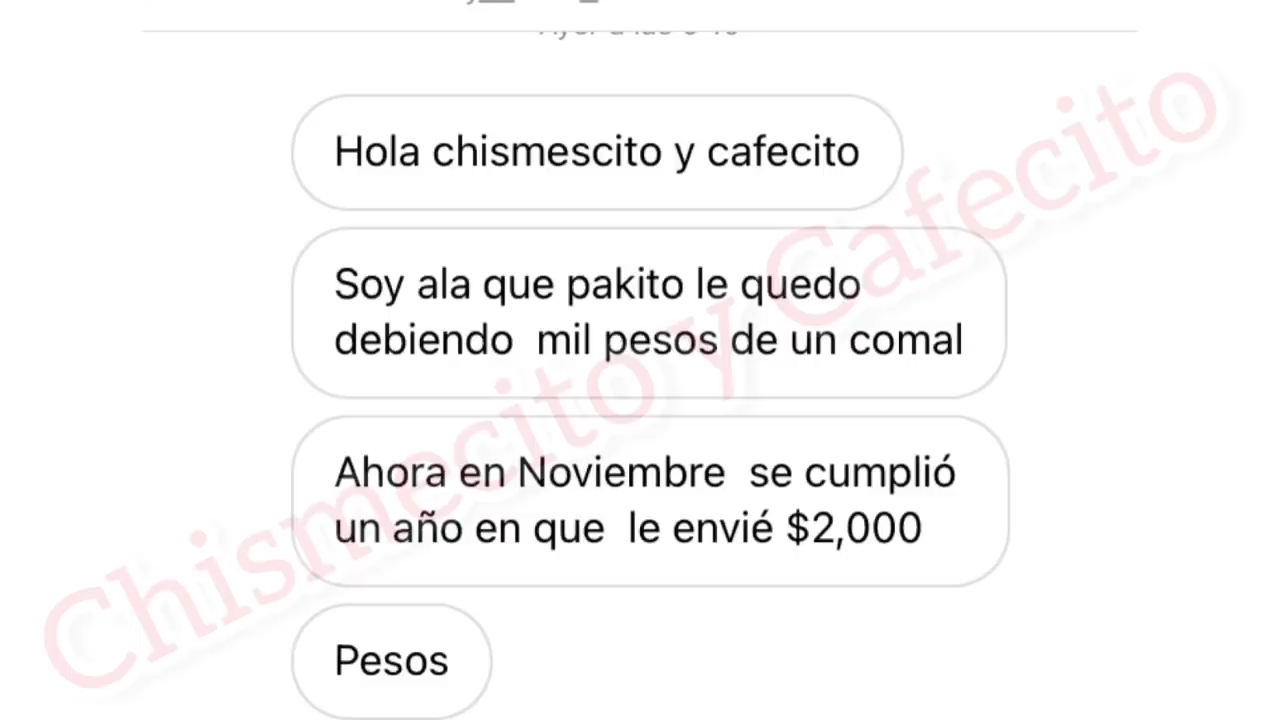 Hola chismescito y cafecito
Soy ala que pakito le quedo
debiendo mil pesos de un comal
Ahora en Noviembre se cumplió
un año en que le envié $2,000
Pesos
Chismecito y Cafecito